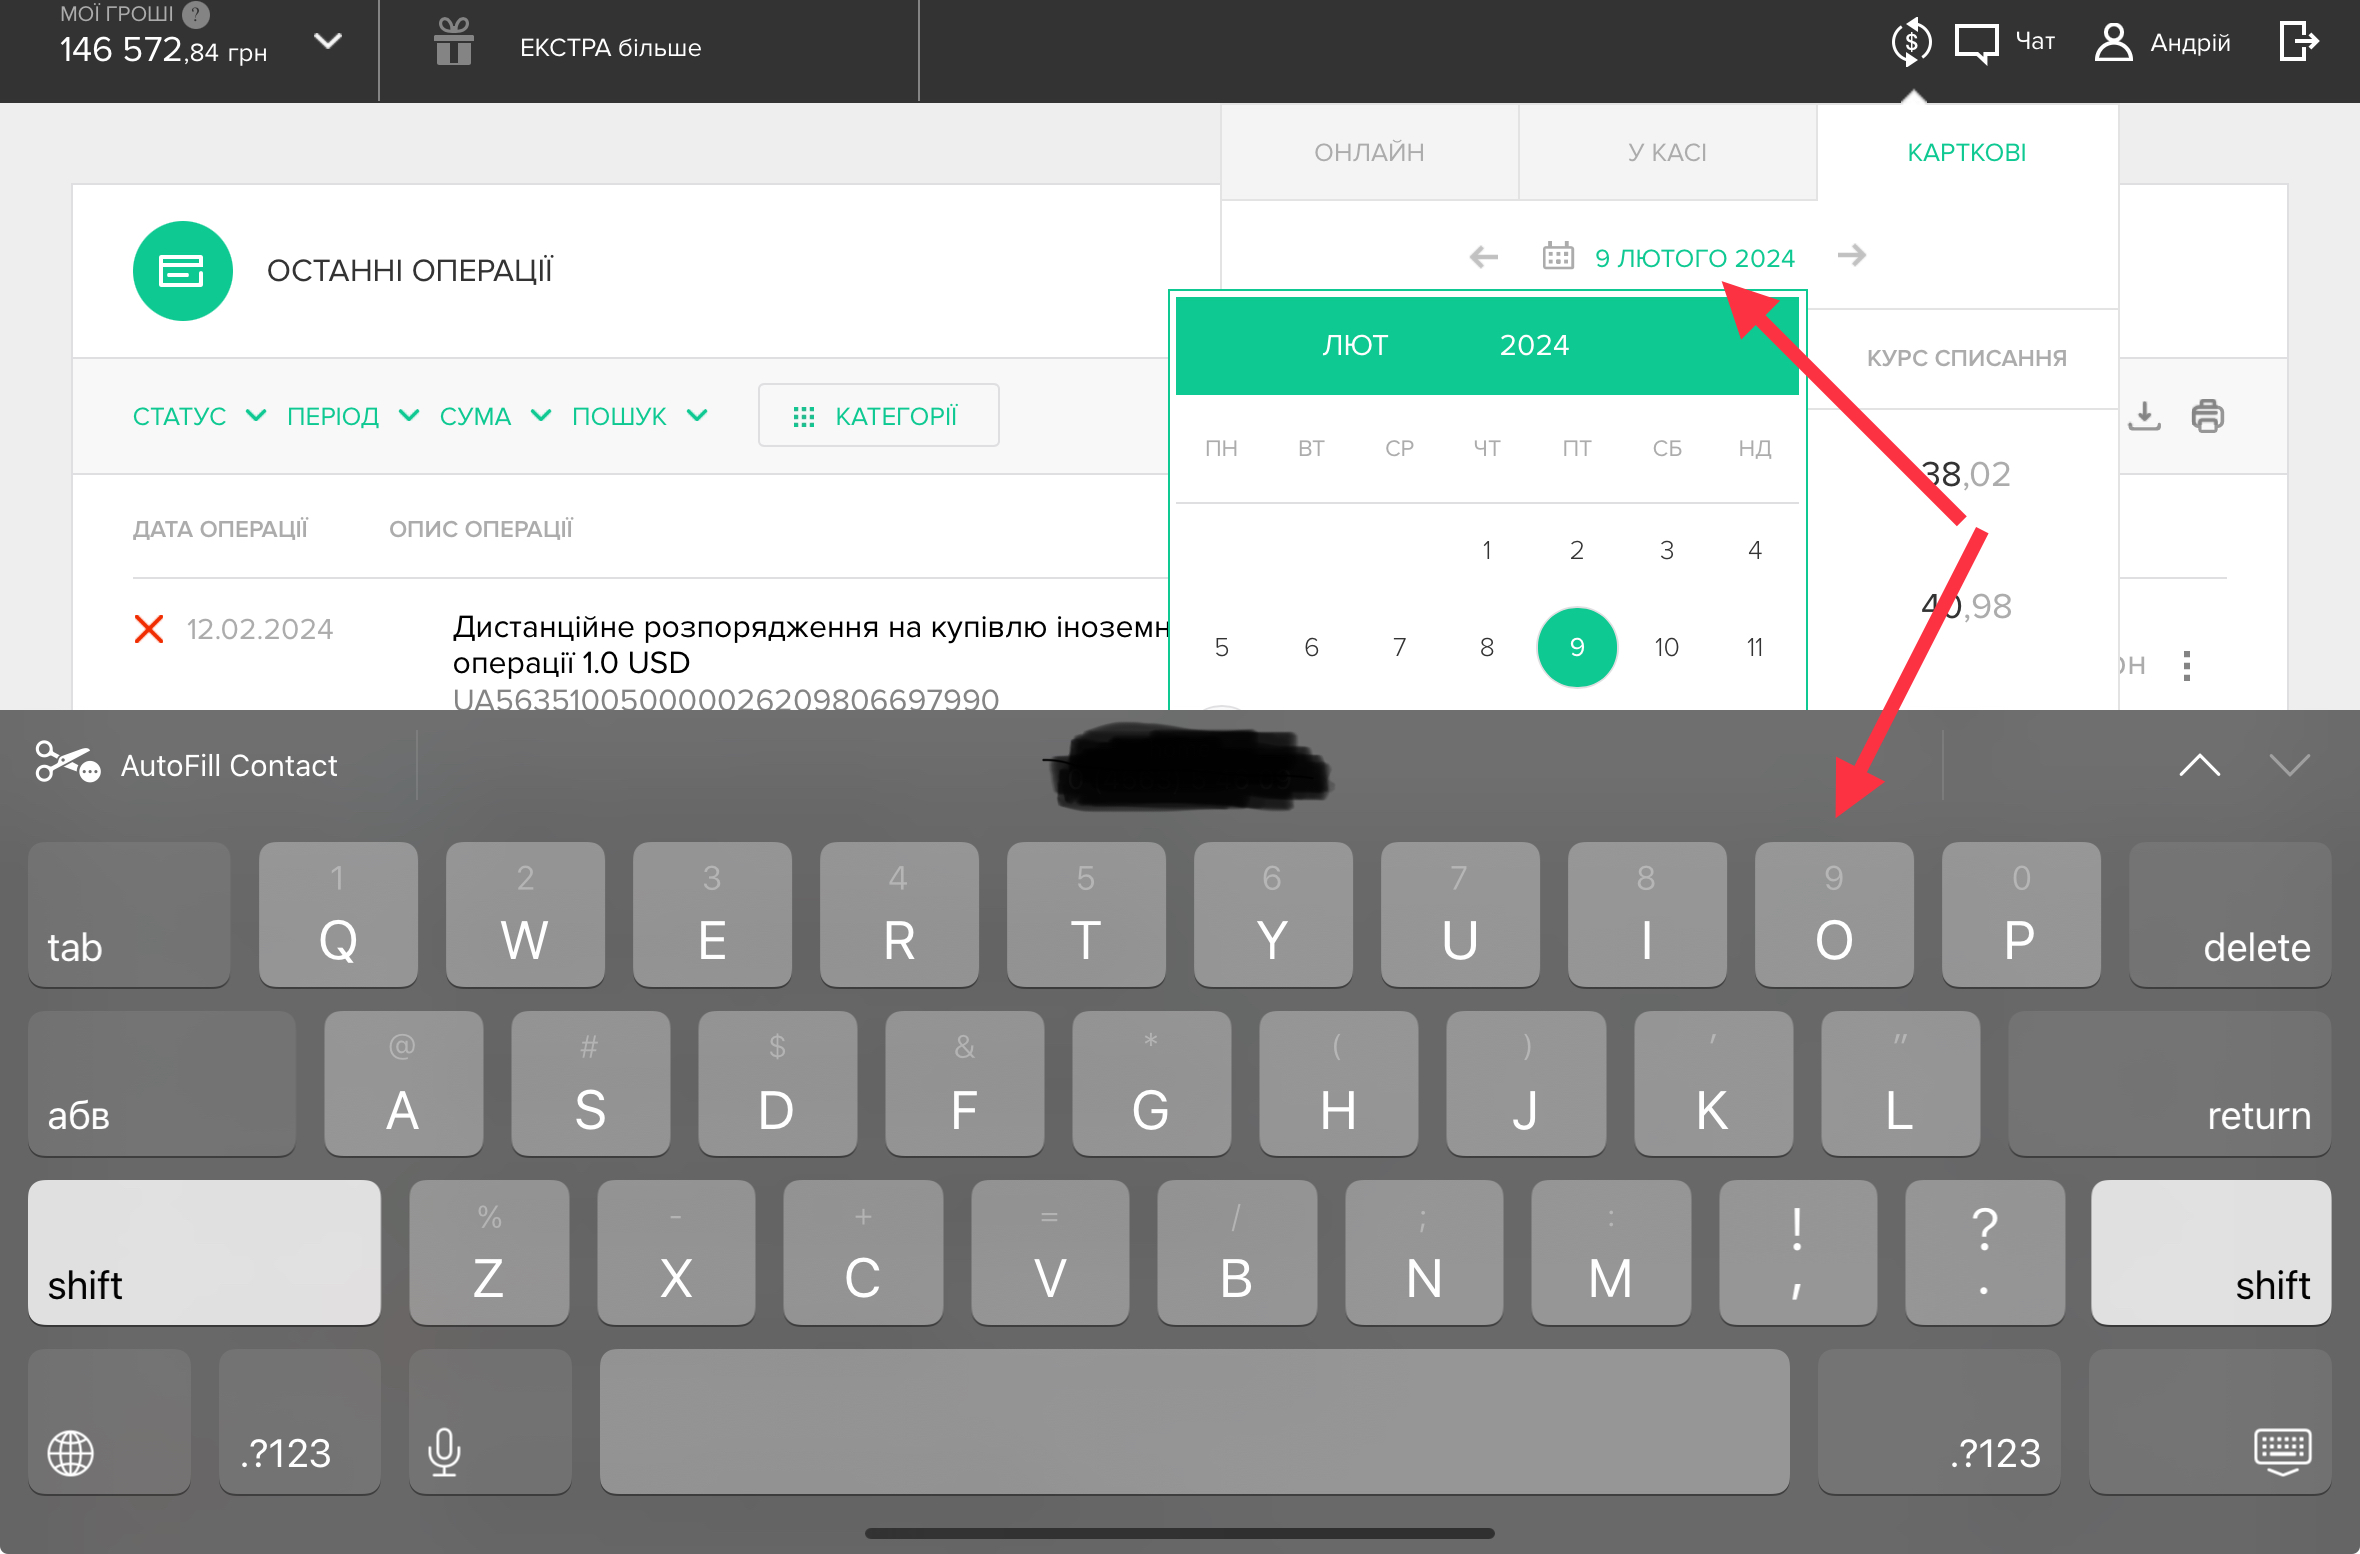 МОЇ ГРОШІ ?
146 572,84 грн
ЕКСТРА більше
Чат
Андрій
ОНЛАЙН
У КАСІ
КАРТКОВІ
9 ЛЮТОГО 2024
ОСТАННІ ОПЕРАЦІЇ
ЛЮТ 2024
КУРС СПИСАННЯ
СТАТУС
ПЕРІОД
СУМА
ПОШУК
КАТЕГОРІЇ
ПН ВТ СР ЧТ ПТ СБ НД
38,02
ДАТА ОПЕРАЦІЇ
ОПИС ОПЕРАЦІЇ
1 2 3 4
40,98
12.02.2024
Дистанційне розпорядження на купівлю іноземн
операції 1.0 USD
5 6 7 8 9 10 11
UA563510050000026209806697990
AutoFill Contact
1 2 3 4 5 6 7 8 9 0
tab Q W E R T Y U I O P delete
@ # $ & * ( ) ' "
абв A S D F G H J K L return
% - + = / ; : ! ?
shift Z X C V B N M , . shift
.?123
.?123